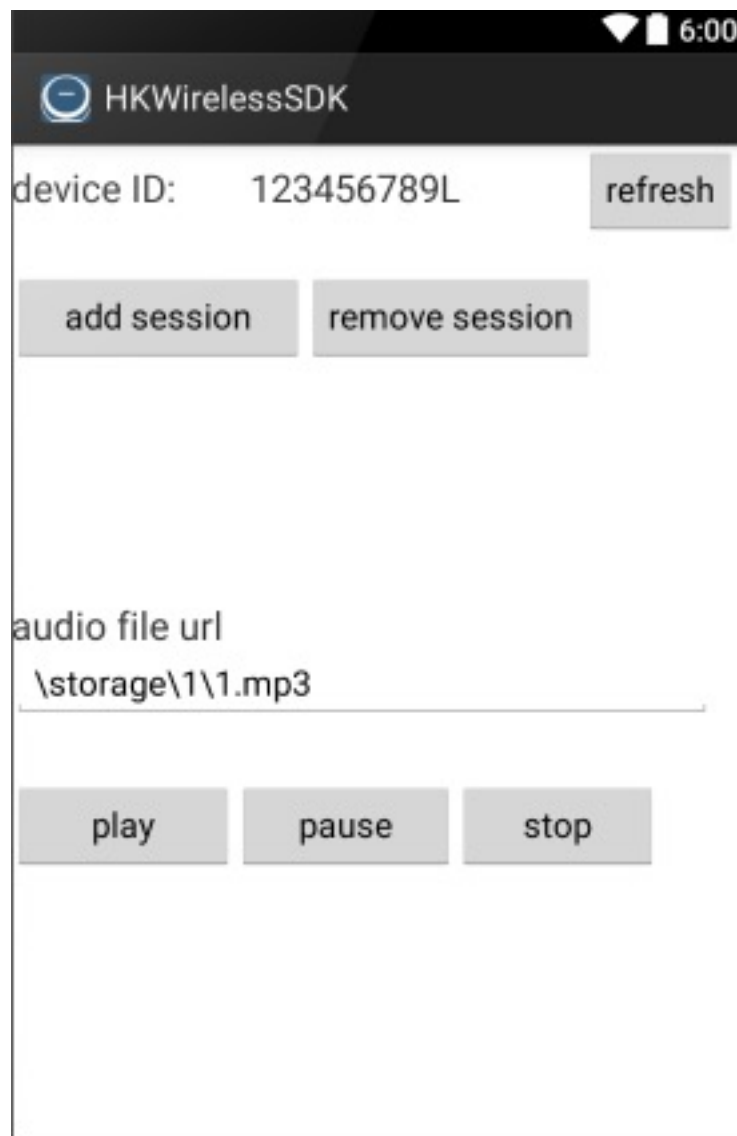 6:00
HKWirelessSDK
device ID: 123456789L refresh
add session remove session
audio file url
\storage\1\1.mp3
play pause stop